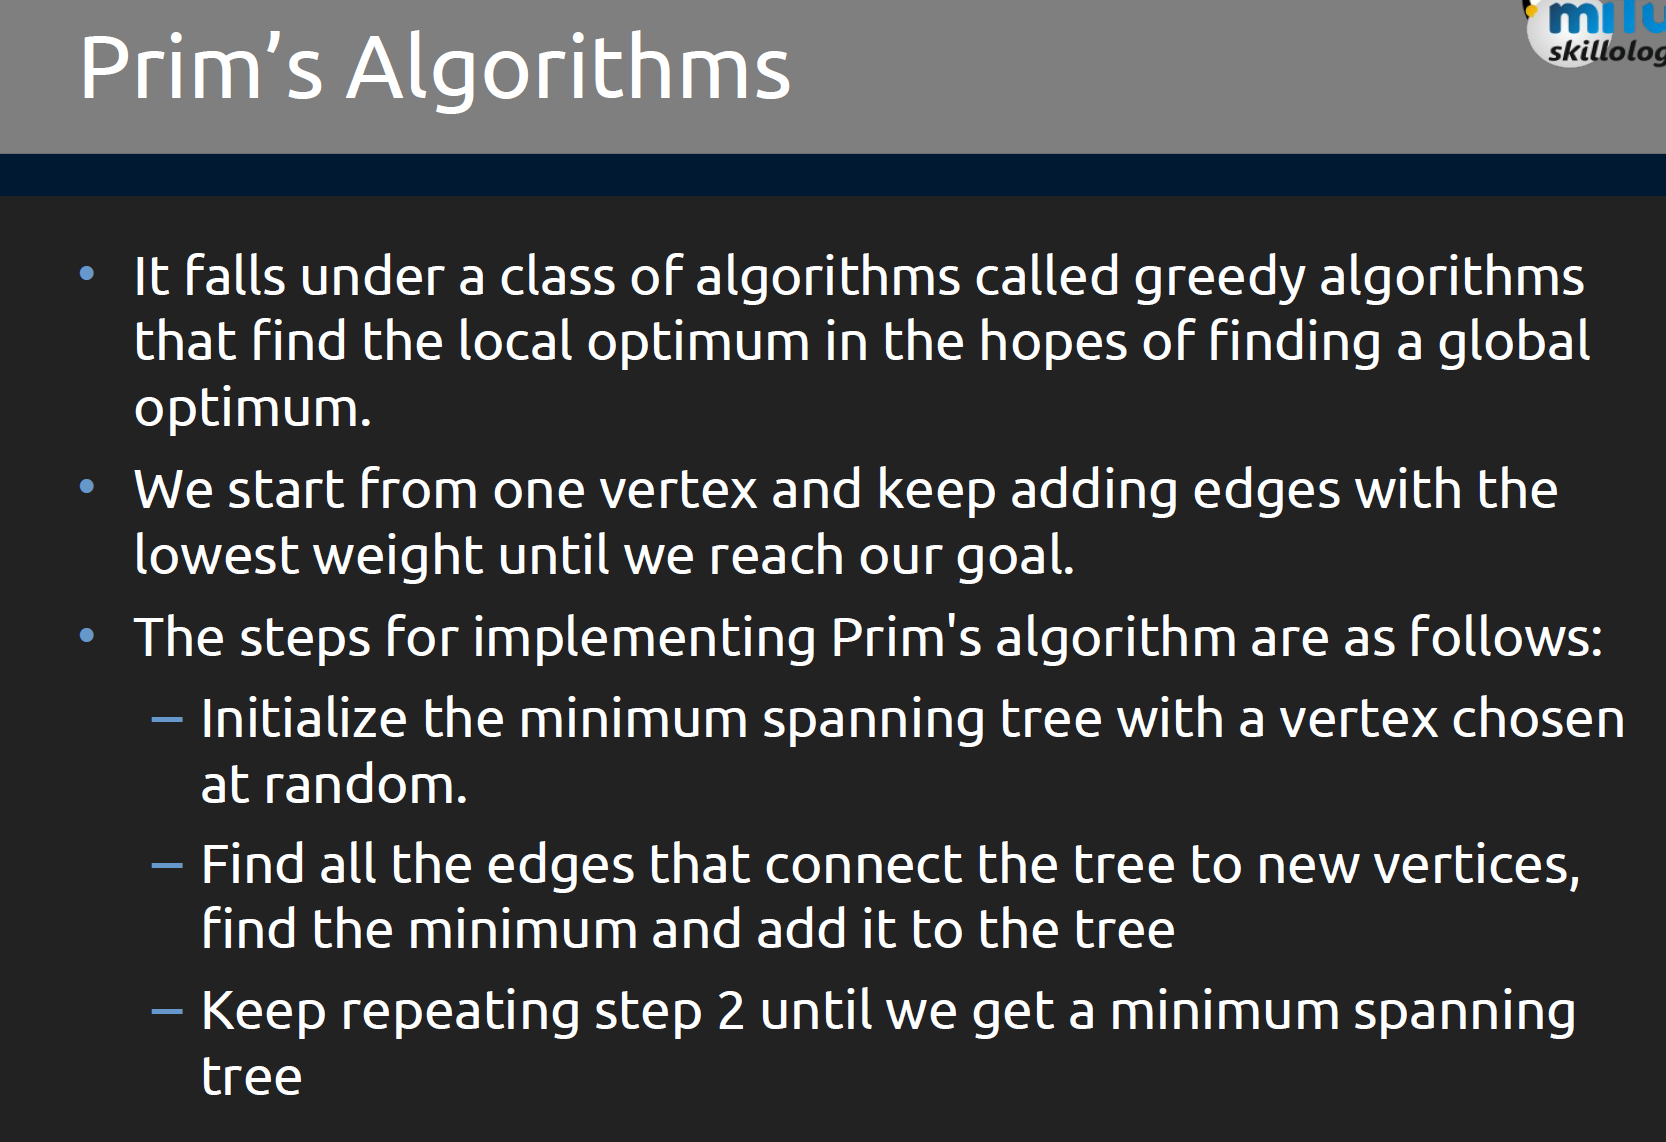 Prim’s Algorithms
skillolog
• It falls under a class of algorithms called greedy algorithms
that find the local optimum in the hopes of finding a global
optimum.
• We start from one vertex and keep adding edges with the
lowest weight until we reach our goal.
• The steps for implementing Prim's algorithm are as follows:
– Initialize the minimum spanning tree with a vertex chosen
at random.
– Find all the edges that connect the tree to new vertices,
find the minimum and add it to the tree
– Keep repeating step 2 until we get a minimum spanning
tree